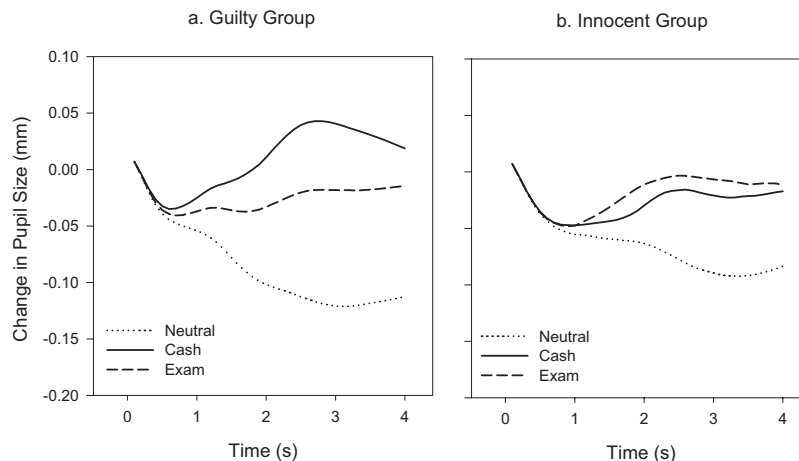 a. Guilty Group
b. Innocent Group
Change in Pupil Size (mm)
0.10
0.05
0.00
-0.05
-0.10
-0.15
-0.20
Neutral
Cash
Exam
0 1 2 3 4
Time (s)
Neutral
Cash
Exam
0 1 2 3 4
Time (s)